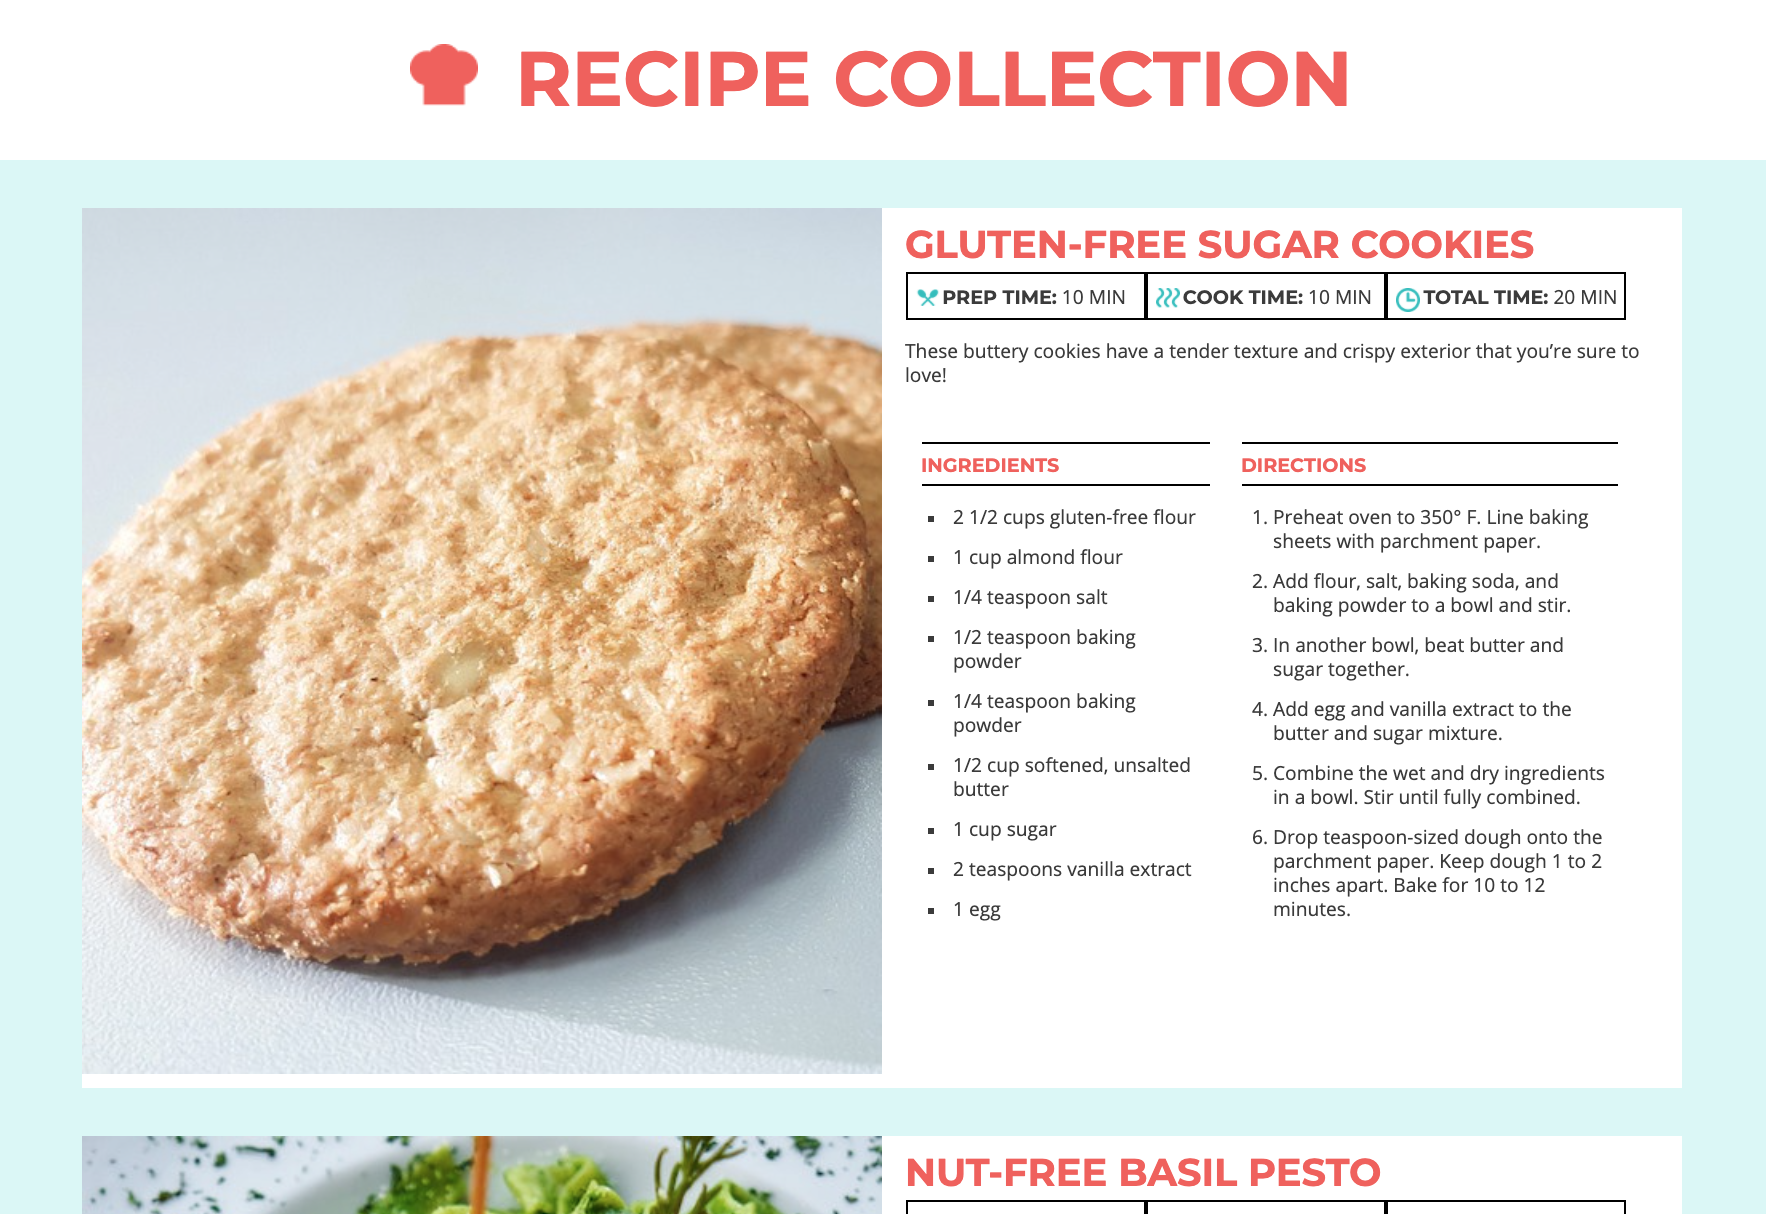 RECIPE COLLECTION
GLUTEN-FREE SUGAR COOKIES
PREP TIME: 10 MIN
COOK TIME: 10 MIN
TOTAL TIME: 20 MIN
These buttery cookies have a tender texture and crispy exterior that you’re sure to
love!
INGREDIENTS
2 1/2 cups gluten-free flour
1 cup almond flour
1/4 teaspoon salt
1/2 teaspoon baking
powder
1/4 teaspoon baking
powder
1/2 cup softened, unsalted
butter
1 cup sugar
2 teaspoons vanilla extract
1 egg
DIRECTIONS
1. Preheat oven to 350° F. Line baking
sheets with parchment paper.
2. Add flour, salt, baking soda, and
baking powder to a bowl and stir.
3. In another bowl, beat butter and
sugar together.
4. Add egg and vanilla extract to the
butter and sugar mixture.
5. Combine the wet and dry ingredients
in a bowl. Stir until fully combined.
6. Drop teaspoon-sized dough onto the
parchment paper. Keep dough 1 to 2
inches apart. Bake for 10 to 12
minutes.
NUT-FREE BASIL PESTO